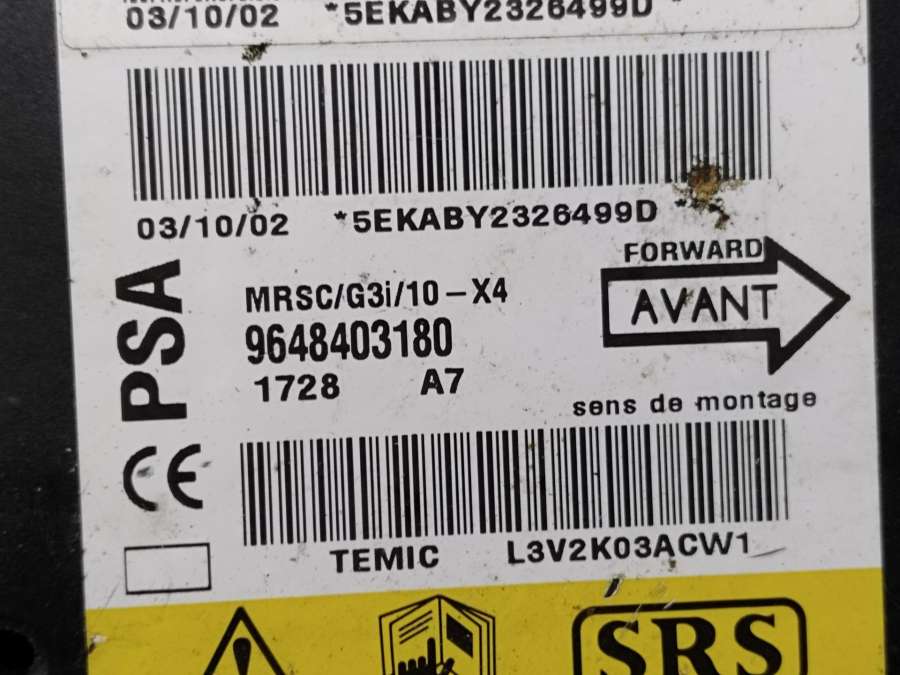 03/10/02 *5EKABY2326499D
03/10/02 *5EKABY2326499D *
PSA
MRSC/G3i/10-X4
9648403180
1728 A7
FORWARD
AVANT
sens de montage
CE
TEMIC L3V2K03ACW1
SRS